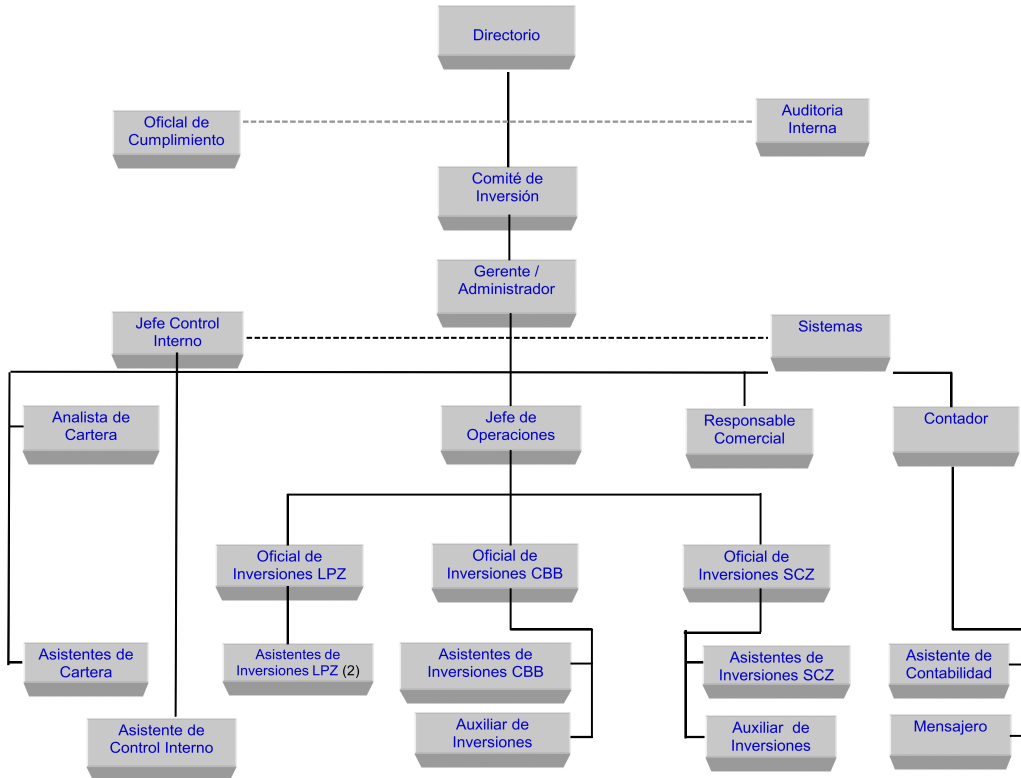 Directorio
Oficlal de
Cumplimiento
Auditoria
Interna
Comité de
Inversión
Gerente /
Administrador
Jefe Control
Interno
Sistemas
Analista de
Cartera
Jefe de
Operaciones
Responsable
Comercial
Contador
Oficial de
Inversiones LPZ
Oficial de
Inversiones CBB
Oficial de
Inversiones SCZ
Asistentes de
Cartera
Asistentes de
Inversiones LPZ (2)
Asistentes de
Inversiones CBB
Asistentes de
Inversiones SCZ
Asistente de
Contabilidad
Asistente de
Control Interno
Auxiliar de
Inversiones
Auxiliar de
Inversiones
Mensajero